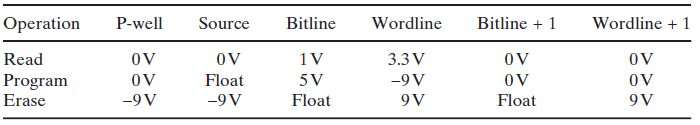 Operation P-well Source Bitline Wordline Bitline + 1 Wordline + 1
Read 0 V 0 V 1 V 3.3 V 0 V 0 V
Program 0 V Float 5 V −9 V 0 V 0 V
Erase −9 V −9 V Float 9 V Float 9 V